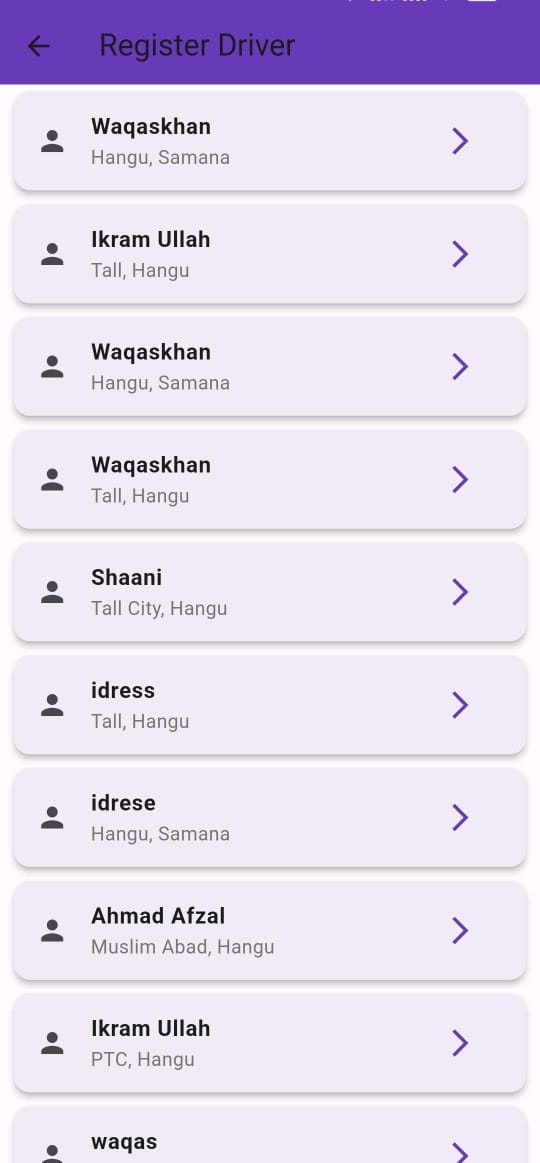 Register Driver
Waqaskhan
Hangu, Samana
Ikram Ullah
Tall, Hangu
Waqaskhan
Hangu, Samana
Waqaskhan
Tall, Hangu
Shaani
Tall City, Hangu
idress
Tall, Hangu
idrese
Hangu, Samana
Ahmad Afzal
Muslim Abad, Hangu
Ikram Ullah
PTC, Hangu
waqas